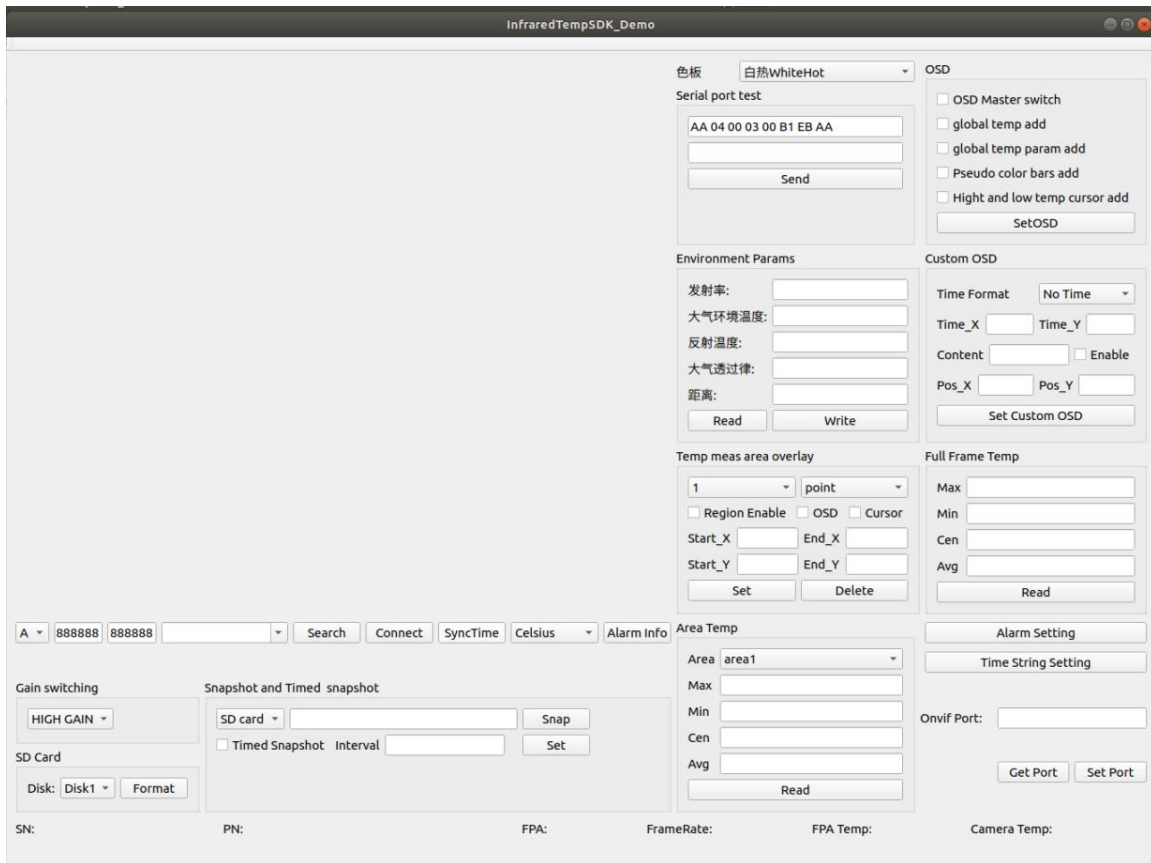 InfraredTempSDK_Demo
色板 白热WhiteHot
Serial port test
AA 04 00 03 00 B1 EB AA
Send
OSD
OSD Master switch
global temp add
global temp param add
Pseudo color bars add
Hight and low temp cursor add
SetOSD
Environment Params
发射率:
大气环境温度:
反射温度:
大气透过律:
距离:
Read Write
Custom OSD
Time Format No Time
Time_X Time_Y
Content Enable
Pos_X Pos_Y
Set Custom OSD
Temp meas area overlay
1 point
Region Enable OSD Cursor
Start_X End_X
Start_Y End_Y
Set Delete
Full Frame Temp
Max
Min
Cen
Avg
Read
A 888888 888888 Search Connect SyncTime Celsius Alarm Info
Gain switching
HIGH GAIN
SD Card
Disk: Disk1 Format
Snapshot and Timed snapshot
SD card Snap
Timed Snapshot Interval Set
Area Temp
Area area1
Max
Min
Cen
Avg
Read
Alarm Setting
Time String Setting
Onvif Port:
Get Port Set Port
SN: PN: FPA: FrameRate: FPA Temp: Camera Temp: